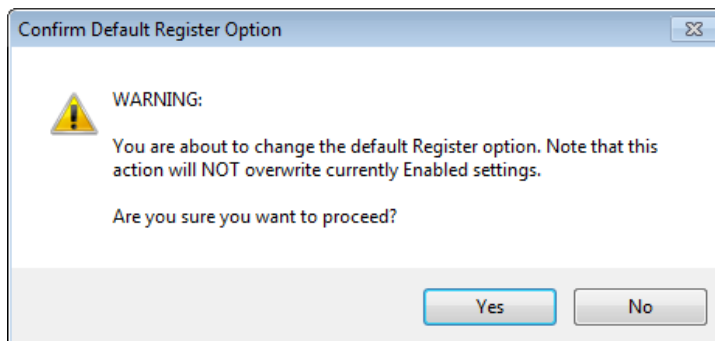 Confirm Default Register Option
WARNING:
You are about to change the default Register option. Note that this
action will NOT overwrite currently Enabled settings.
Are you sure you want to proceed?
Yes
No